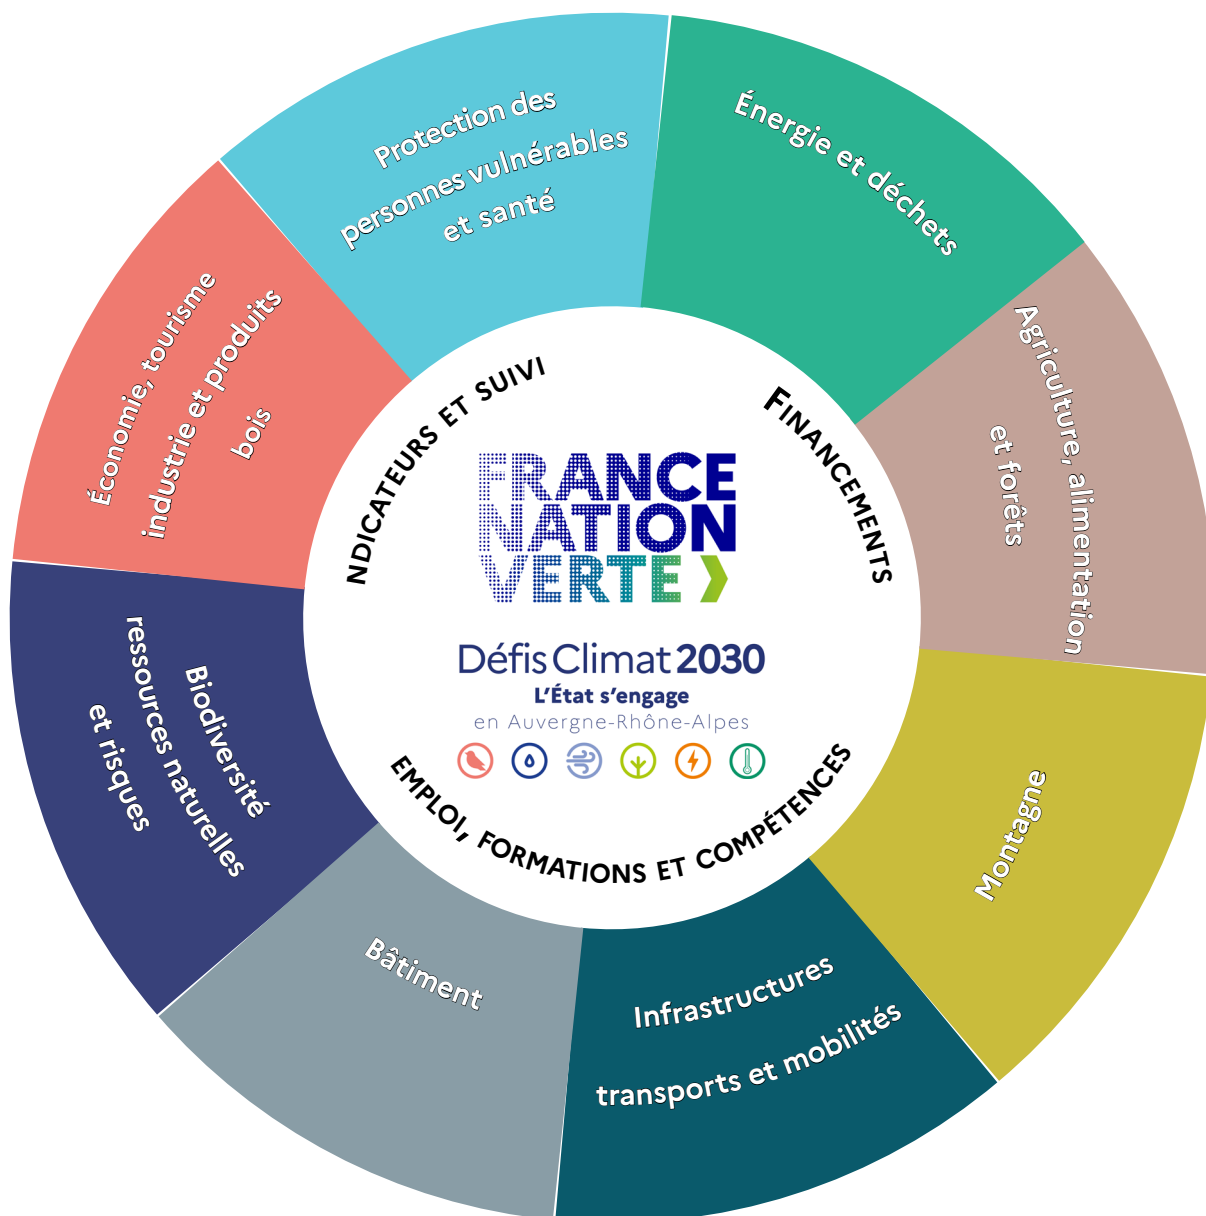 Protection des
personnes vulnérables
et santé
Énergie et déchets
Agriculture, alimentation
et forêts
Montagne
Infrastructures
transports et mobilités
Bâtiment
Biodiversité
ressources naturelles
et risques
Économie, tourisme
industrie et produits
bois
NDICATEURS ET SUIVI
FINANCEMENTS
EMPLOI, FORMATIONS ET COMPÉTENCES
FRANCE
NATION
VERTE
Défis Climat 2030
L'État s'engage
en Auvergne-Rhône-Alpes